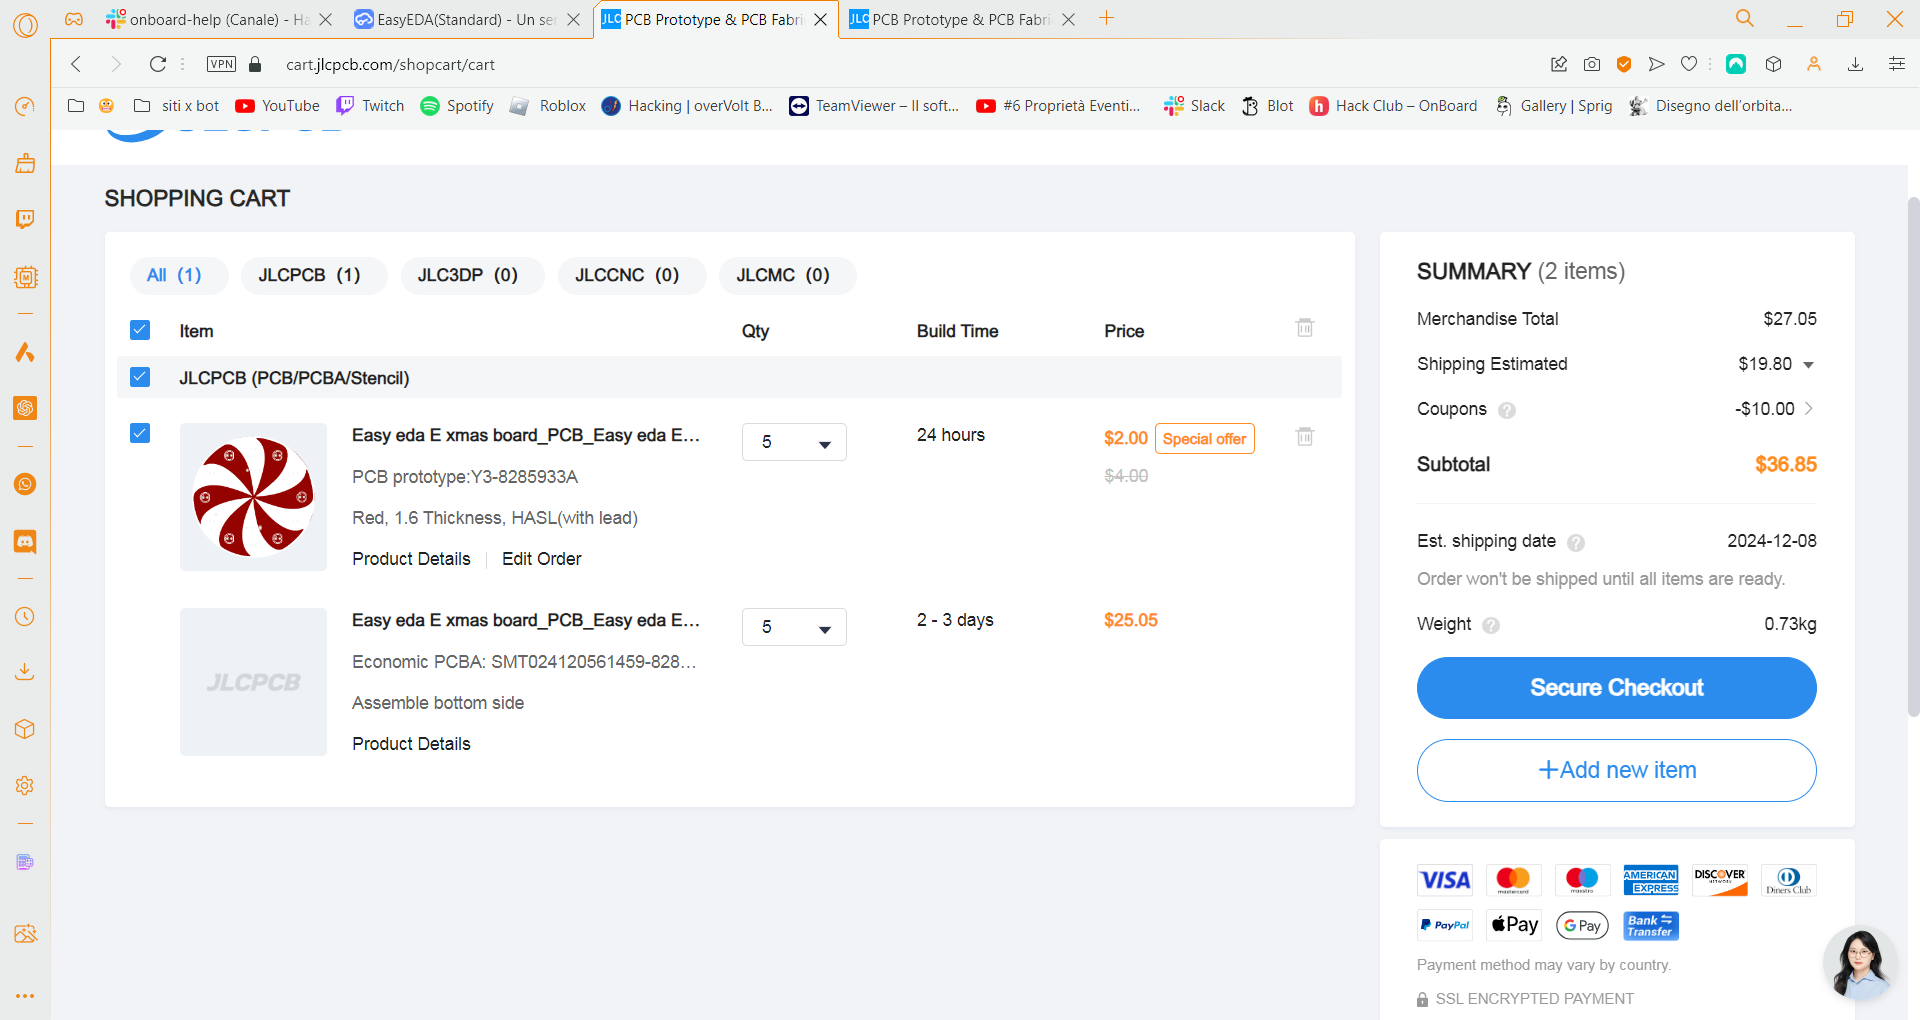 onboard-help (Canale) - Ha
EasyEDA(Standard) - Un ser
JLC PCB Prototype & PCB Fabri
JLC PCB Prototype & PCB Fabri
VPN
cart.jlcpcb.com/shopcart/cart
siti x bot
YouTube
Twitch
Spotify
Roblox
Hacking | overVolt B...
TeamViewer – Il soft...
#6 Proprietà Eventi...
Slack
Blot
Hack Club – OnBoard
Gallery | Sprig
Disegno dell'orbita...
SHOPPING CART
All (1)
JLCPCB (1)
JLC3DP (0)
JLCCNC (0)
JLCMC (0)
Item
Qty
Build Time
Price
JLCPCB (PCB/PCBA/Stencil)
Easy eda E xmas board_PCB_Easy eda E...
5
24 hours
$2.00
Special offer
$4.00
PCB prototype:Y3-8285933A
Red, 1.6 Thickness, HASL(with lead)
Product Details
Edit Order
JLCPCB
Easy eda E xmas board_PCB_Easy eda E...
5
2 - 3 days
$25.05
Economic PCBA: SMT024120561459-828...
Assemble bottom side
Product Details
SUMMARY (2 items)
Merchandise Total $27.05
Shipping Estimated $19.80
Coupons ? -$10.00
Subtotal $36.85
Est. shipping date ? 2024-12-08
Order won't be shipped until all items are ready.
Weight ? 0.73kg
Secure Checkout
+Add new item
VISA
mastercard
maestro
AMERICAN EXPRESS
DISCOVER NETWORK
Diners Club
PayPal
Pay
G Pay
Bank Transfer
Payment method may vary by country.
SSL ENCRYPTED PAYMENT